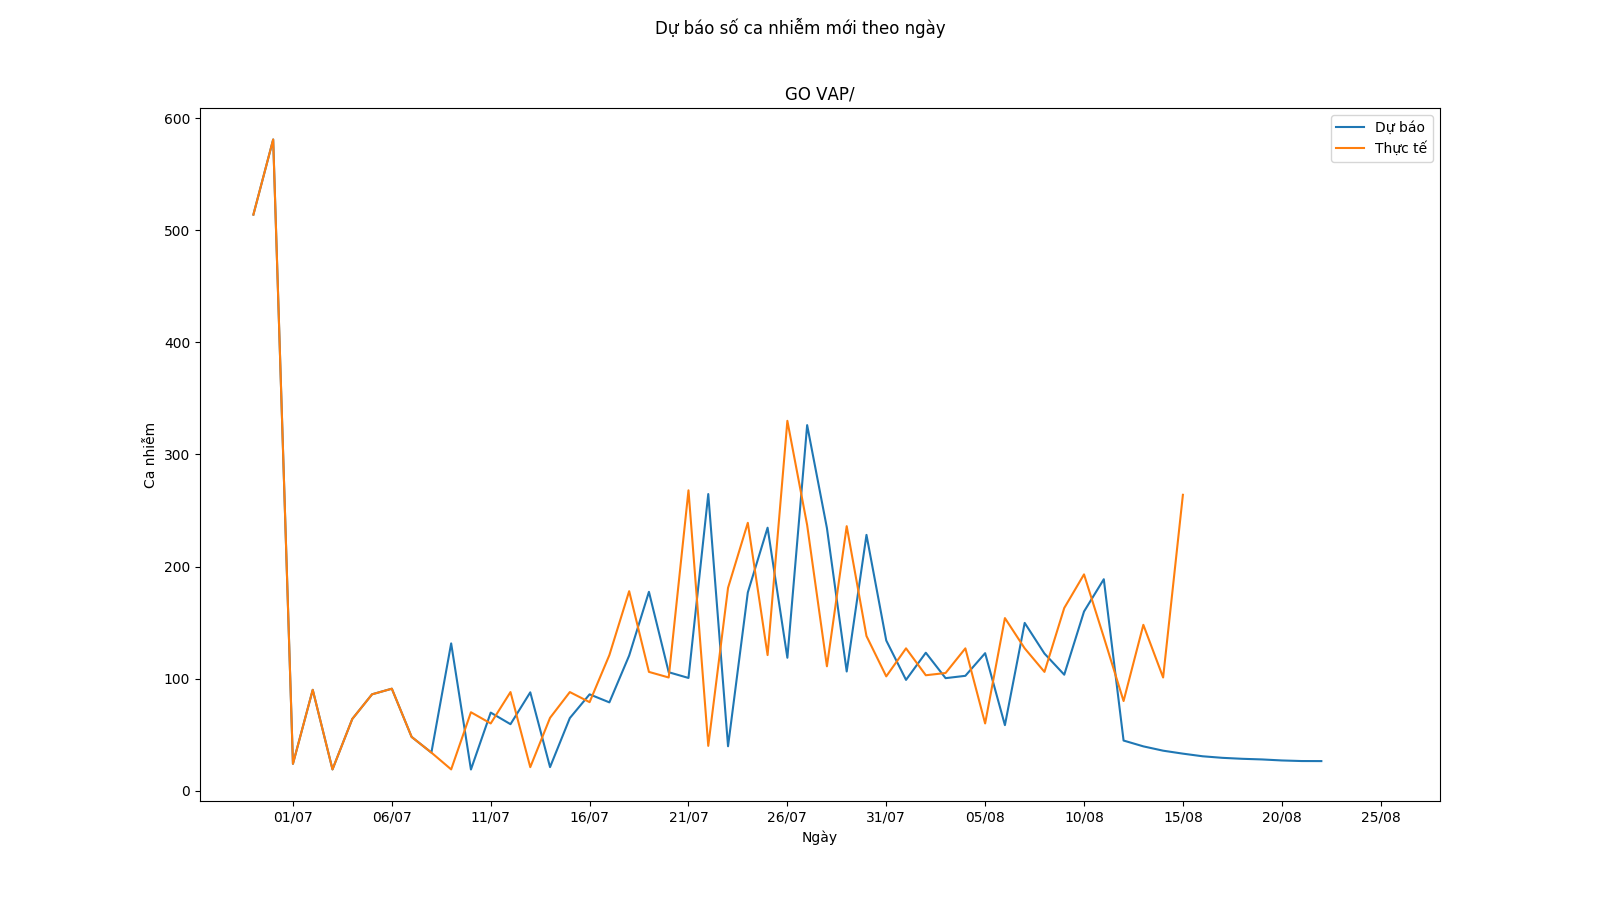 Dự báo số ca nhiễm mới theo ngày
GO VAP/
600
500
400
300
200
100
0
Ca nhiễm
Dự báo
Thực tế
01/07 06/07 11/07 16/07 21/07 26/07 31/07 05/08 10/08 15/08 20/08 25/08
Ngày